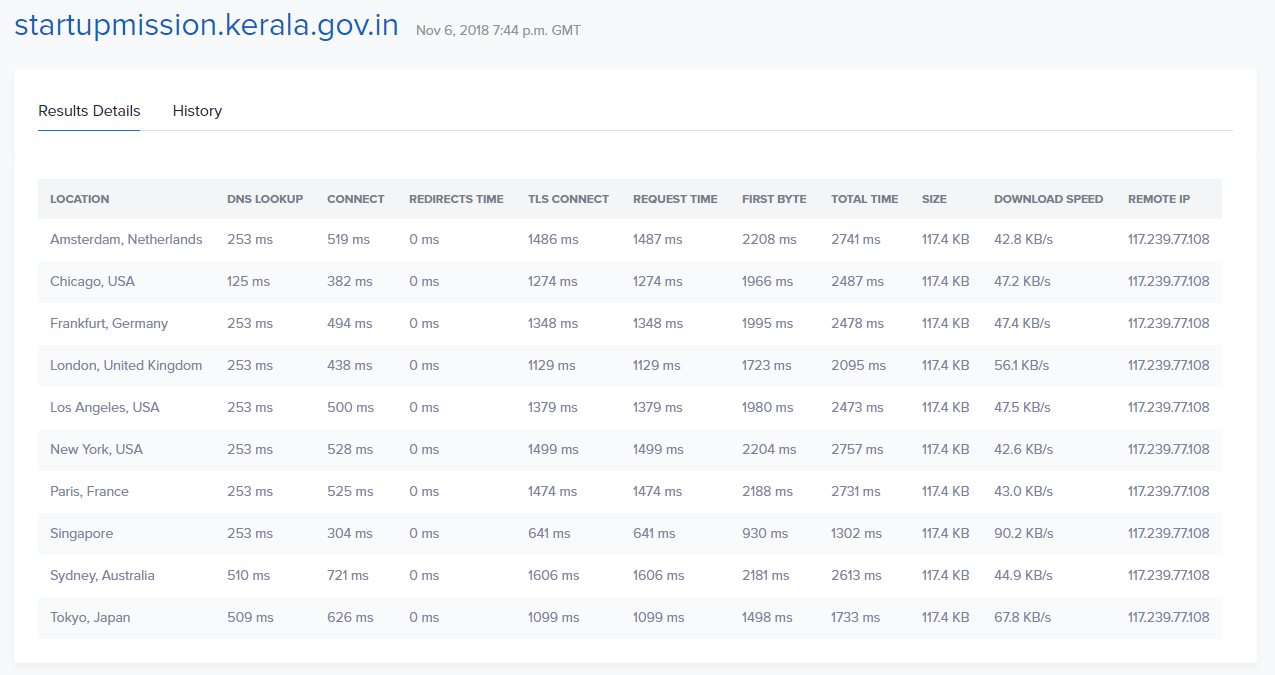 startupmission.kerala.gov.in Nov 6, 2018 7:44 p.m. GMT
Results Details History
LOCATION DNS LOOKUP CONNECT REDIRECTS TIME TLS CONNECT REQUEST TIME FIRST BYTE TOTAL TIME SIZE DOWNLOAD SPEED REMOTE IP
Amsterdam, Netherlands 253 ms 519 ms 0 ms 1486 ms 1487 ms 2208 ms 2741 ms 117.4 KB 42.8 KB/s 117.239.77.108
Chicago, USA 125 ms 382 ms 0 ms 1274 ms 1274 ms 1966 ms 2487 ms 117.4 KB 47.2 KB/s 117.239.77.108
Frankfurt, Germany 253 ms 494 ms 0 ms 1348 ms 1348 ms 1995 ms 2478 ms 117.4 KB 47.4 KB/s 117.239.77.108
London, United Kingdom 253 ms 438 ms 0 ms 1129 ms 1129 ms 1723 ms 2095 ms 117.4 KB 56.1 KB/s 117.239.77.108
Los Angeles, USA 253 ms 500 ms 0 ms 1379 ms 1379 ms 1980 ms 2473 ms 117.4 KB 47.5 KB/s 117.239.77.108
New York, USA 253 ms 528 ms 0 ms 1499 ms 1499 ms 2204 ms 2757 ms 117.4 KB 42.6 KB/s 117.239.77.108
Paris, France 253 ms 525 ms 0 ms 1474 ms 1474 ms 2188 ms 2731 ms 117.4 KB 43.0 KB/s 117.239.77.108
Singapore 253 ms 304 ms 0 ms 641 ms 641 ms 930 ms 1302 ms 117.4 KB 90.2 KB/s 117.239.77.108
Sydney, Australia 510 ms 721 ms 0 ms 1606 ms 1606 ms 2181 ms 2613 ms 117.4 KB 44.9 KB/s 117.239.77.108
Tokyo, Japan 509 ms 626 ms 0 ms 1099 ms 1099 ms 1498 ms 1733 ms 117.4 KB 67.8 KB/s 117.239.77.108